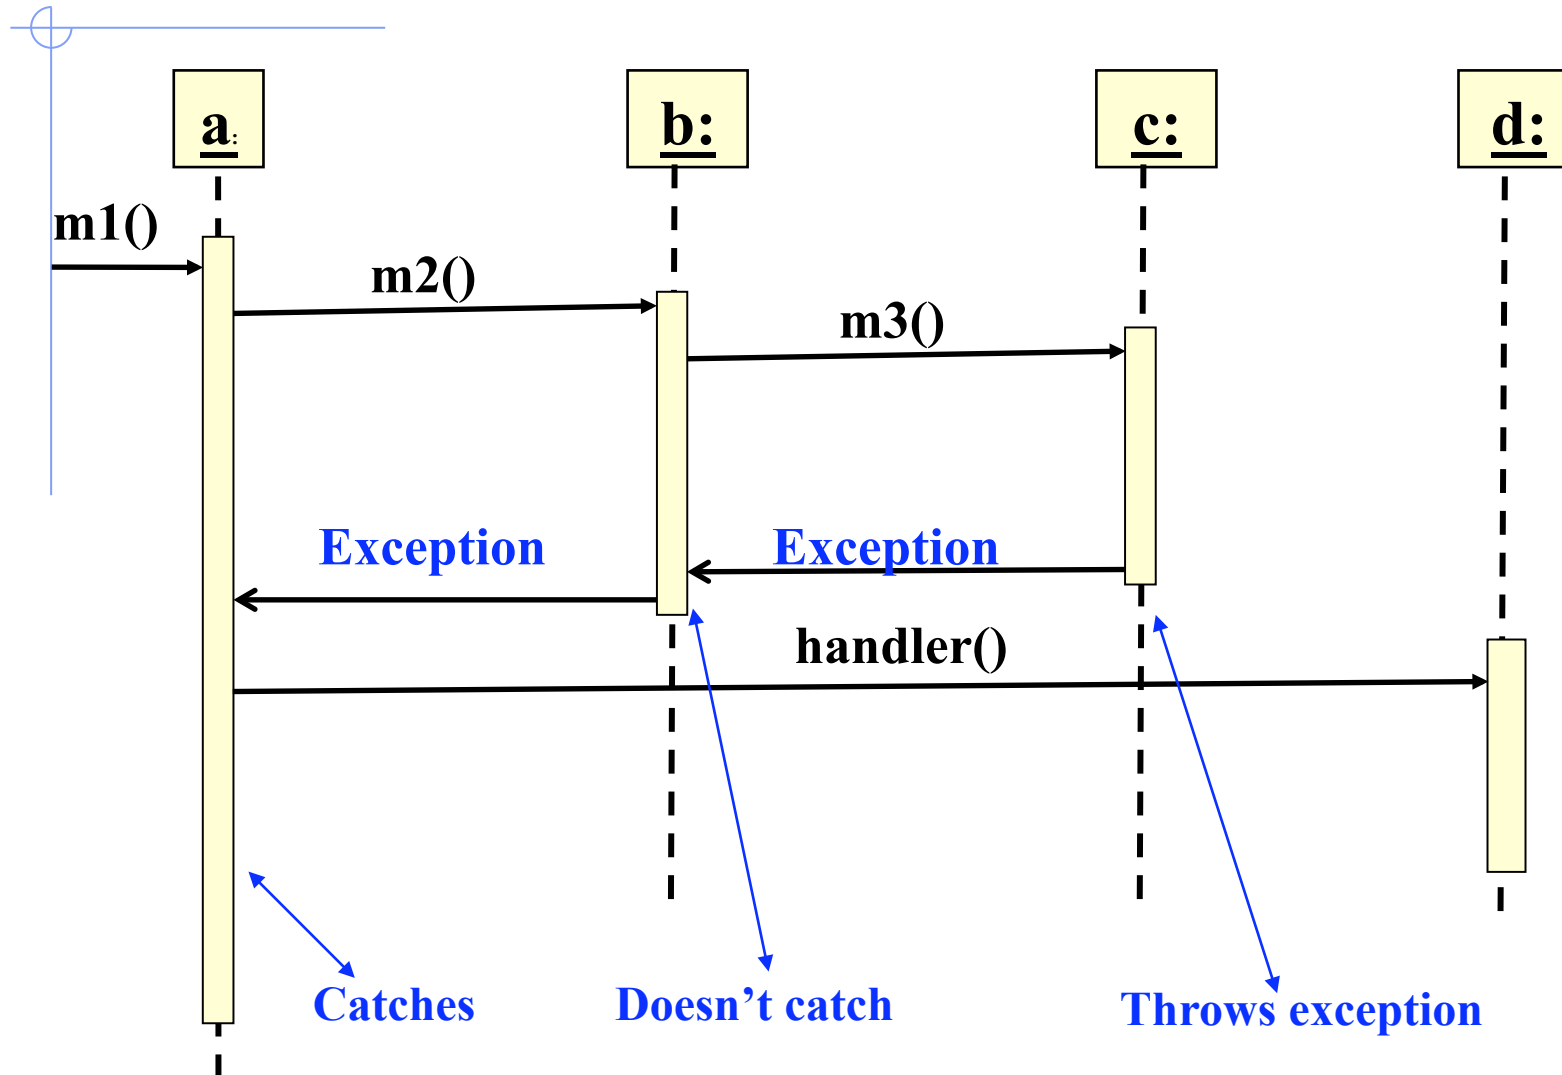 a:
b:
c:
d:
m1()
m2()
m3()
Exception
Exception
handler()
Catches
Doesn’t catch
Throws exception